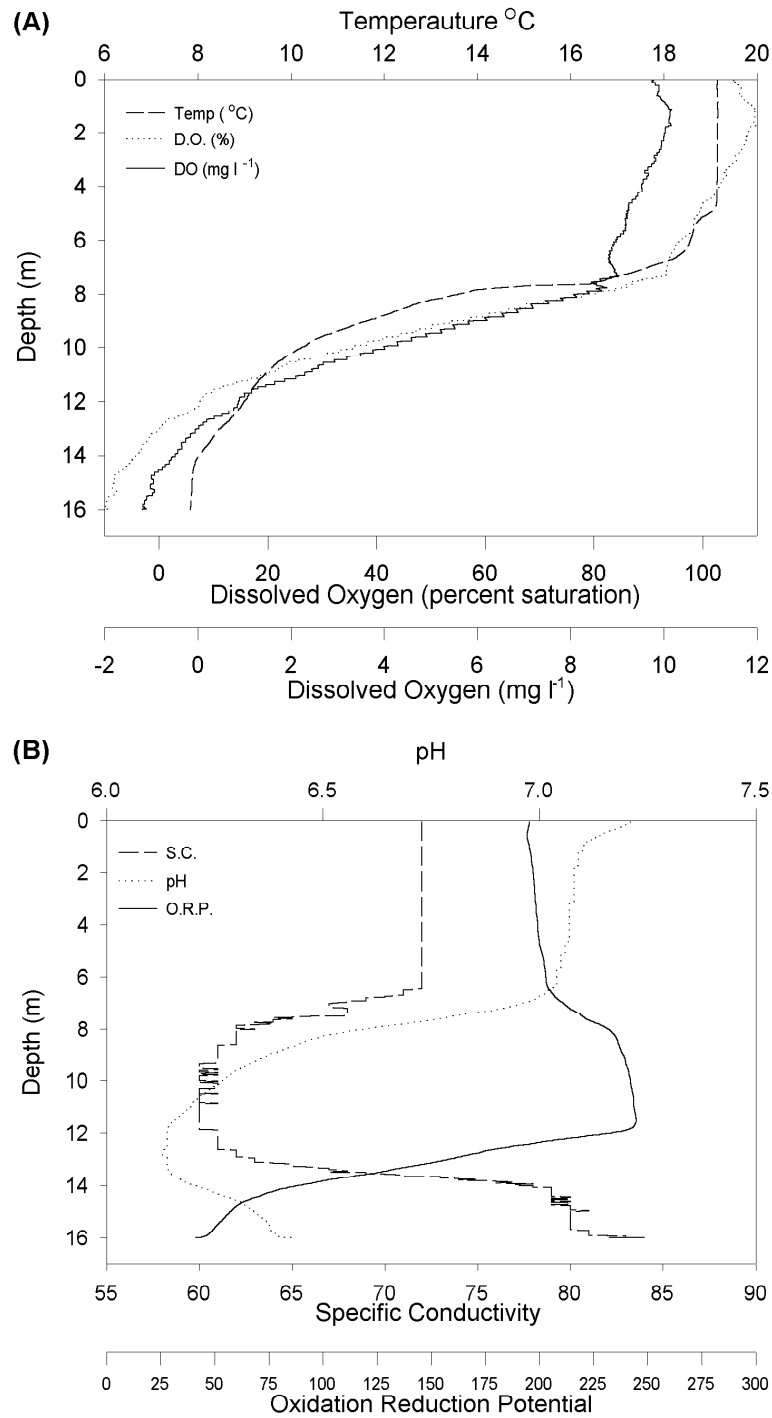 (A)
Temperauture °C
6 8 10 12 14 16 18 20
Temp (°C)
D.O. (%)
DO (mg l⁻¹)
Depth (m)
0
2
4
6
8
10
12
14
16
0 20 40 60 80 100
Dissolved Oxygen (percent saturation)
-2 0 2 4 6 8 10 12
Dissolved Oxygen (mg l⁻¹)
(B)
pH
6.0 6.5 7.0 7.5
S.C.
pH
O.R.P.
Depth (m)
0
2
4
6
8
10
12
14
16
55 60 65 70 75 80 85 90
Specific Conductivity
0 25 50 75 100 125 150 175 200 225 250 275 300
Oxidation Reduction Potential